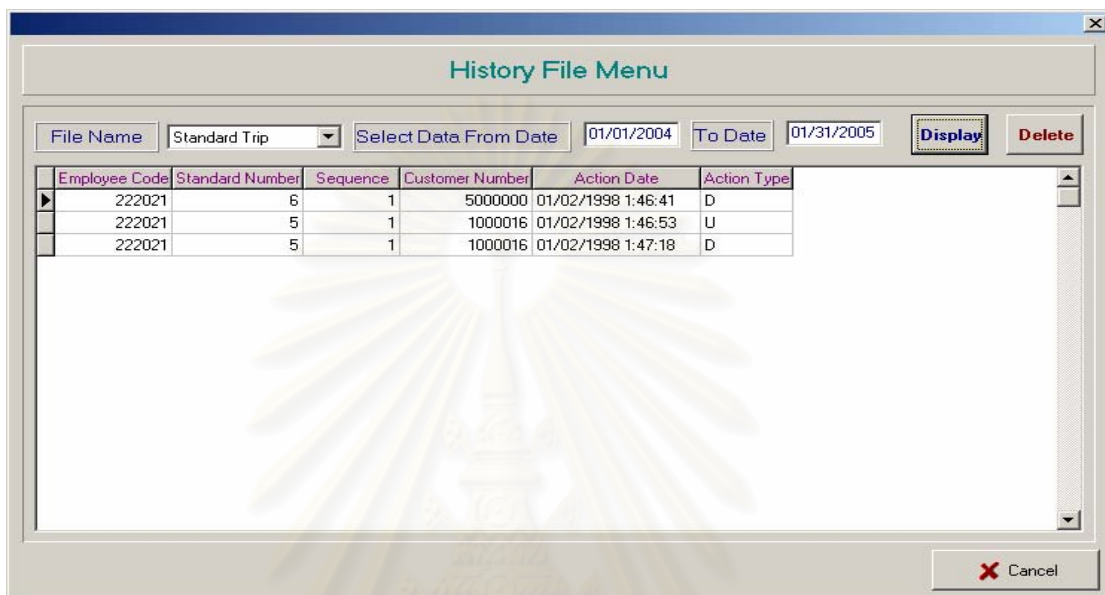 History File Menu
File Name Standard Trip Select Data From Date 01/01/2004 To Date 01/31/2005 Display Delete
Employee Code Standard Number Sequence Customer Number Action Date Action Type
222021 6 1 5000000 01/02/1998 1:46:41 D
222021 5 1 1000016 01/02/1998 1:46:53 U
222021 5 1 1000016 01/02/1998 1:47:18 D
Cancel